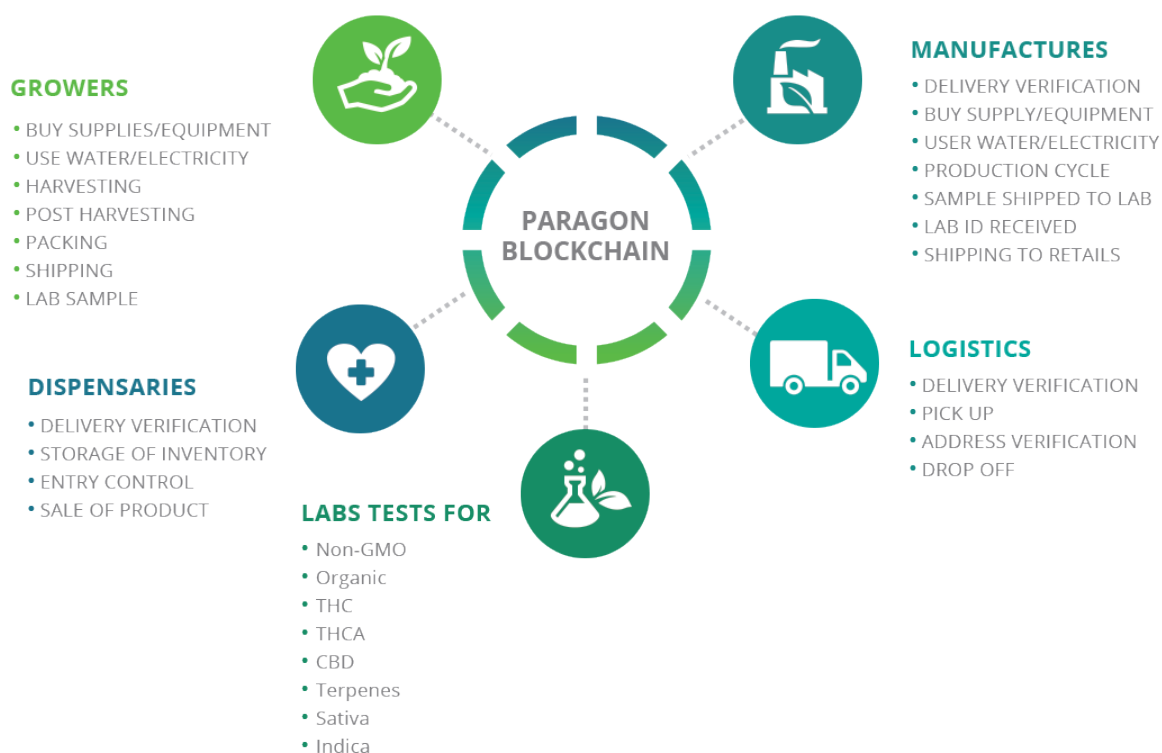 PARAGON
BLOCKCHAIN
GROWERS
• BUY SUPPLIES/EQUIPMENT
• USE WATER/ELECTRICITY
• HARVESTING
• POST HARVESTING
• PACKING
• SHIPPING
• LAB SAMPLE
MANUFACTURES
• DELIVERY VERIFICATION
• BUY SUPPLY/EQUIPMENT
• USER WATER/ELECTRICITY
• PRODUCTION CYCLE
• SAMPLE SHIPPED TO LAB
• LAB ID RECEIVED
• SHIPPING TO RETAILS
DISPENSARIES
• DELIVERY VERIFICATION
• STORAGE OF INVENTORY
• ENTRY CONTROL
• SALE OF PRODUCT
LOGISTICS
• DELIVERY VERIFICATION
• PICK UP
• ADDRESS VERIFICATION
• DROP OFF
LABS TESTS FOR
• Non-GMO
• Organic
• THC
• THCA
• CBD
• Terpenes
• Sativa
• Indica